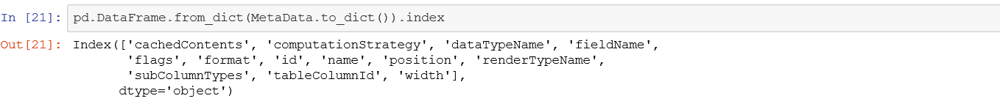 In [21]: pd.DataFrame.from_dict(MetaData.to_dict()).index
Out[21]: Index(['cachedContents', 'computationStrategy', 'dataTypeName', 'fieldName',
'flags', 'format', 'id', 'name', 'position', 'renderTypeName',
'subColumnTypes', 'tableColumnId', 'width'],
dtype='object')